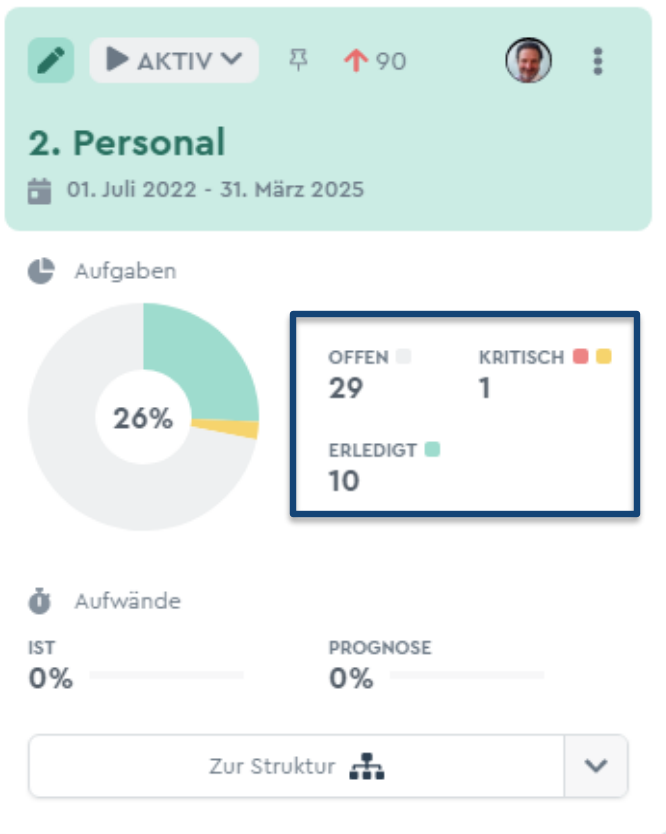 AKTIV
90
2. Personal
01. Juli 2022 - 31. März 2025
Aufgaben
26%
OFFEN KRITISCH
29 1
ERLEDIGT
10
Aufwände
IST PROGNOSE
0% 0%
Zur Struktur